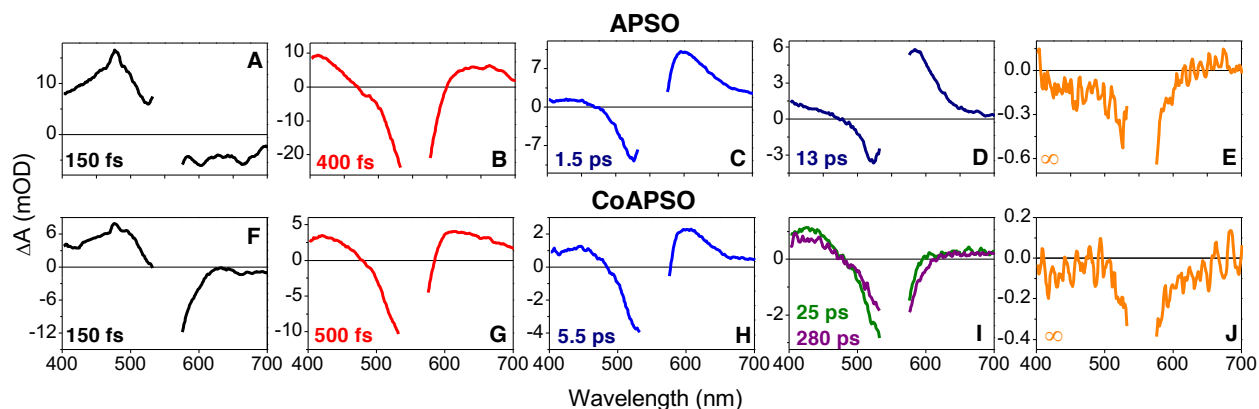 APSO
A
150 fs
10
0
B
400 fs
10
0
-10
-20
C
1.5 ps
7
0
-7
D
13 ps
6
3
0
-3
E
∞
0.0
-0.3
-0.6
CoAPSO
F
150 fs
6
0
-6
-12
400 500 600 700
G
500 fs
5
0
-5
-10
400 500 600 700
H
5.5 ps
2
0
-2
-4
400 500 600 700
I
25 ps
280 ps
0
-2
400 500 600 700
J
∞
0.2
0.0
-0.2
-0.4
400 500 600 700
ΔA (mOD)
Wavelength (nm)